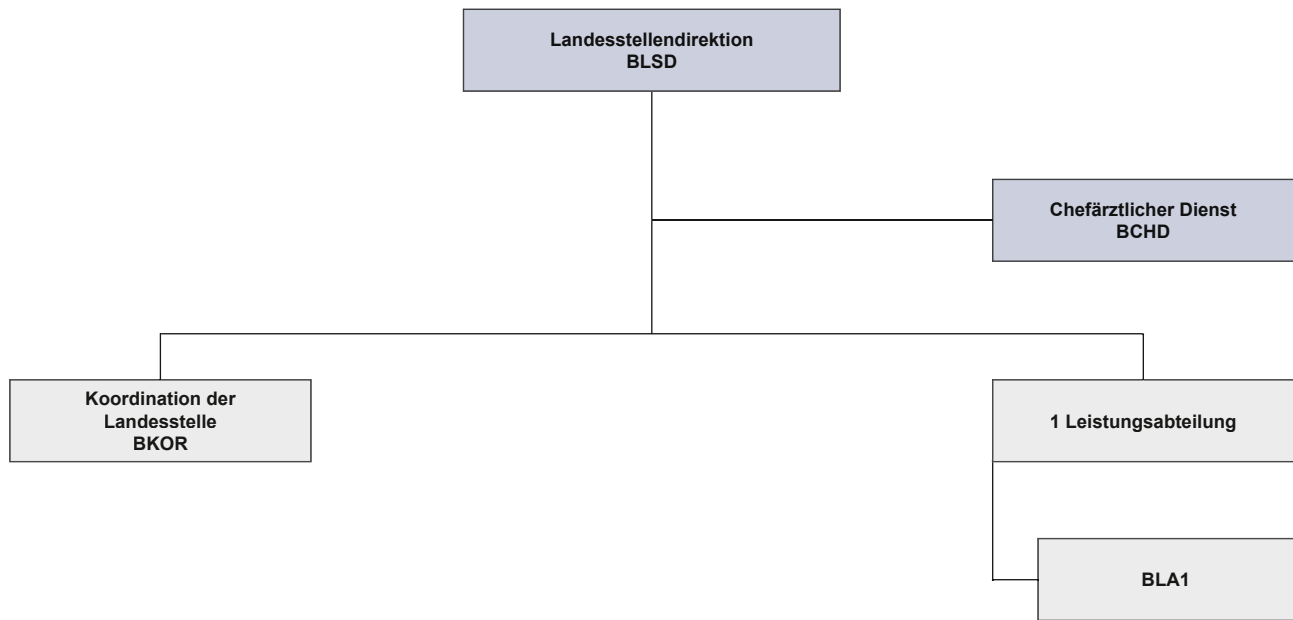 Landesstellendirektion
BLSD
Chefärztlicher Dienst
BCHD
Koordination der
Landesstelle
BKOR
1 Leistungsabteilung
BLA1